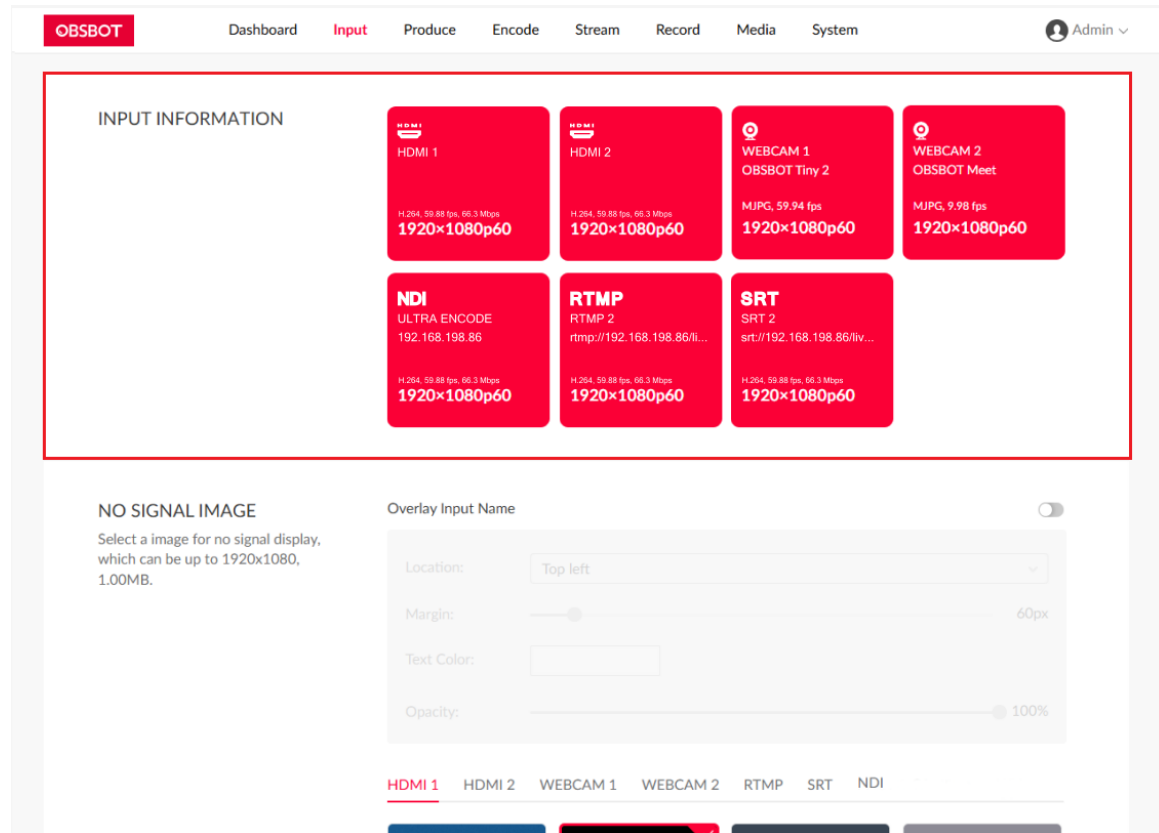 OBSBOT
Dashboard Input Produce Encode Stream Record Media System Admin
INPUT INFORMATION
HDMI
HDMI 1
H.264, 59.88 fps, 66.3 Mbps
1920×1080p60
HDMI
HDMI 2
H.264, 59.88 fps, 66.3 Mbps
1920×1080p60
WEBCAM 1
OBSBOT Tiny 2
MJPG, 59.94 fps
1920×1080p60
WEBCAM 2
OBSBOT Meet
MJPG, 9.98 fps
1920×1080p60
NDI
ULTRA ENCODE
192.168.198.86
H.264, 59.88 fps, 66.3 Mbps
1920×1080p60
RTMP
RTMP 2
rtmp://192.168.198.86/li...
H.264, 59.88 fps, 66.3 Mbps
1920×1080p60
SRT
SRT 2
srt://192.168.198.86/liv...
H.264, 59.88 fps, 66.3 Mbps
1920×1080p60
NO SIGNAL IMAGE
Select a image for no signal display,
which can be up to 1920x1080,
1.00MB.
Overlay Input Name
Location: Top left
Margin: 60px
Text Color:
Opacity: 100%
HDMI 1 HDMI 2 WEBCAM 1 WEBCAM 2 RTMP SRT NDI